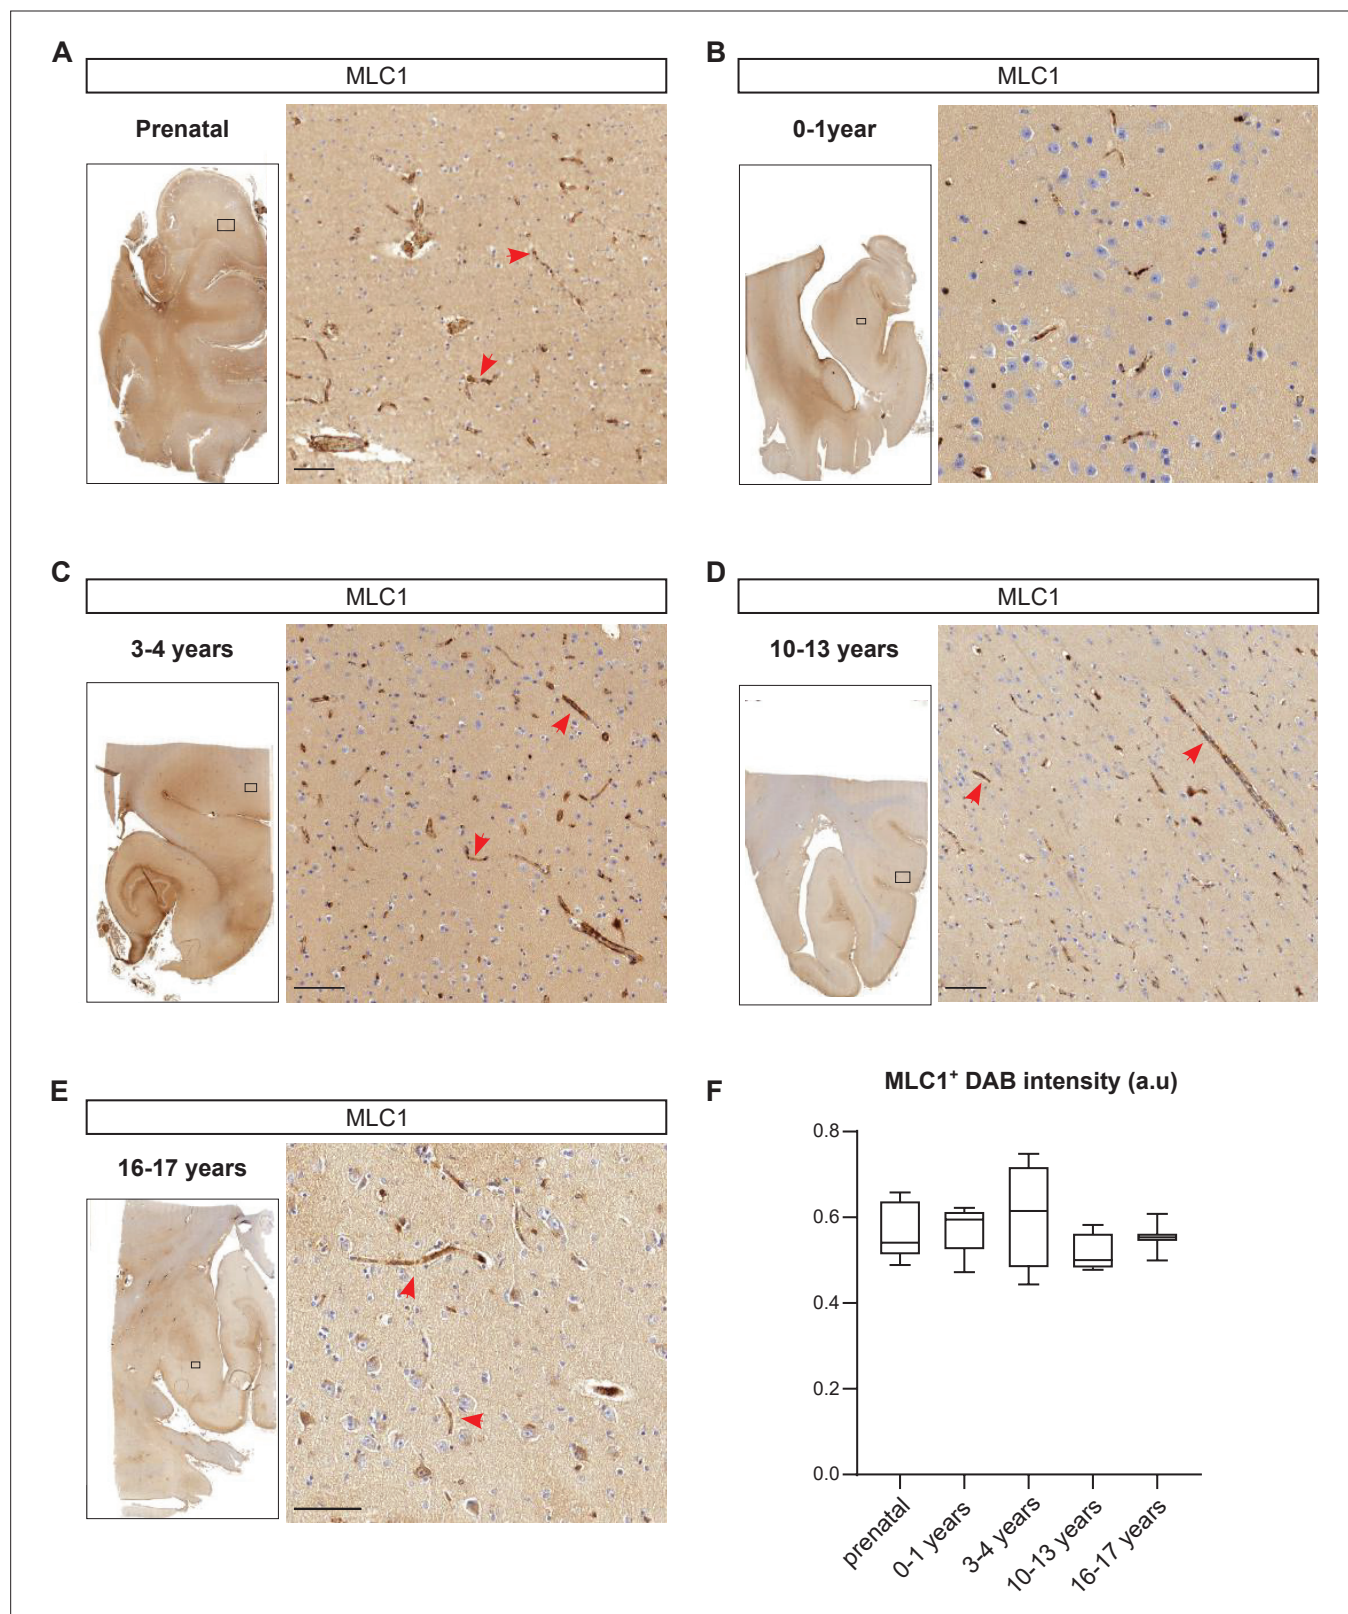 A
MLC1
Prenatal
B
MLC1
0-1year
C
MLC1
3-4 years
D
MLC1
10-13 years
E
MLC1
16-17 years
F
MLC1⁺ DAB intensity (a.u)
0.8
0.6
0.4
0.2
0.0
prenatal
0-1 years
3-4 years
10-13 years
16-17 years